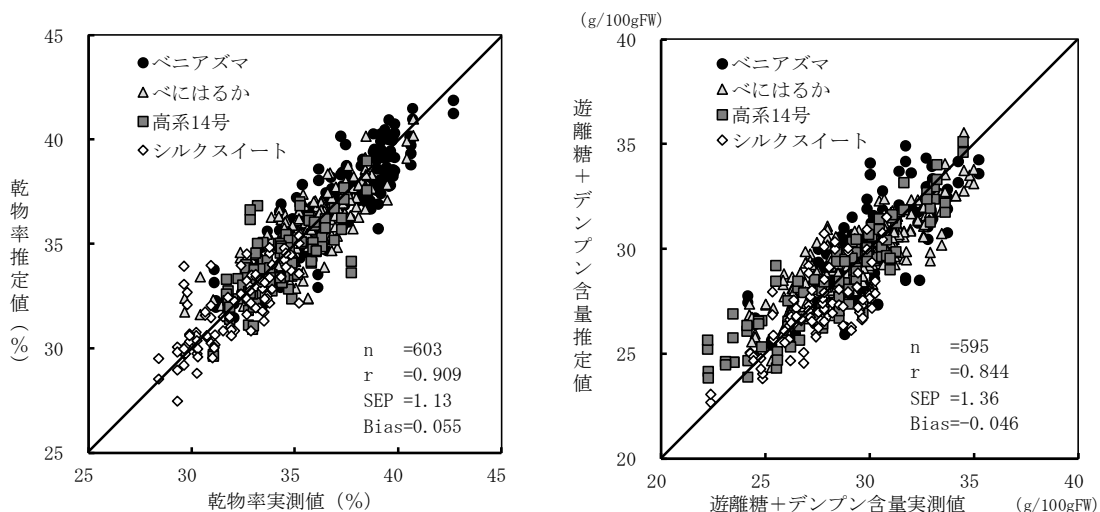 45
40
35
30
25
乾物率推定値（%）
ベニアズマ
べにはるか
高系14号
シルクスイート
n =603
r =0.909
SEP =1.13
Bias=0.055
25 30 35 40 45
乾物率実測値（%）
(g/100gFW)
40
35
30
25
20
遊離糖＋デンプン含量推定値
ベニアズマ
べにはるか
高系14号
シルクスイート
n =595
r =0.844
SEP =1.36
Bias=-0.046
20 25 30 35 40
遊離糖＋デンプン含量実測値 (g/100gFW)